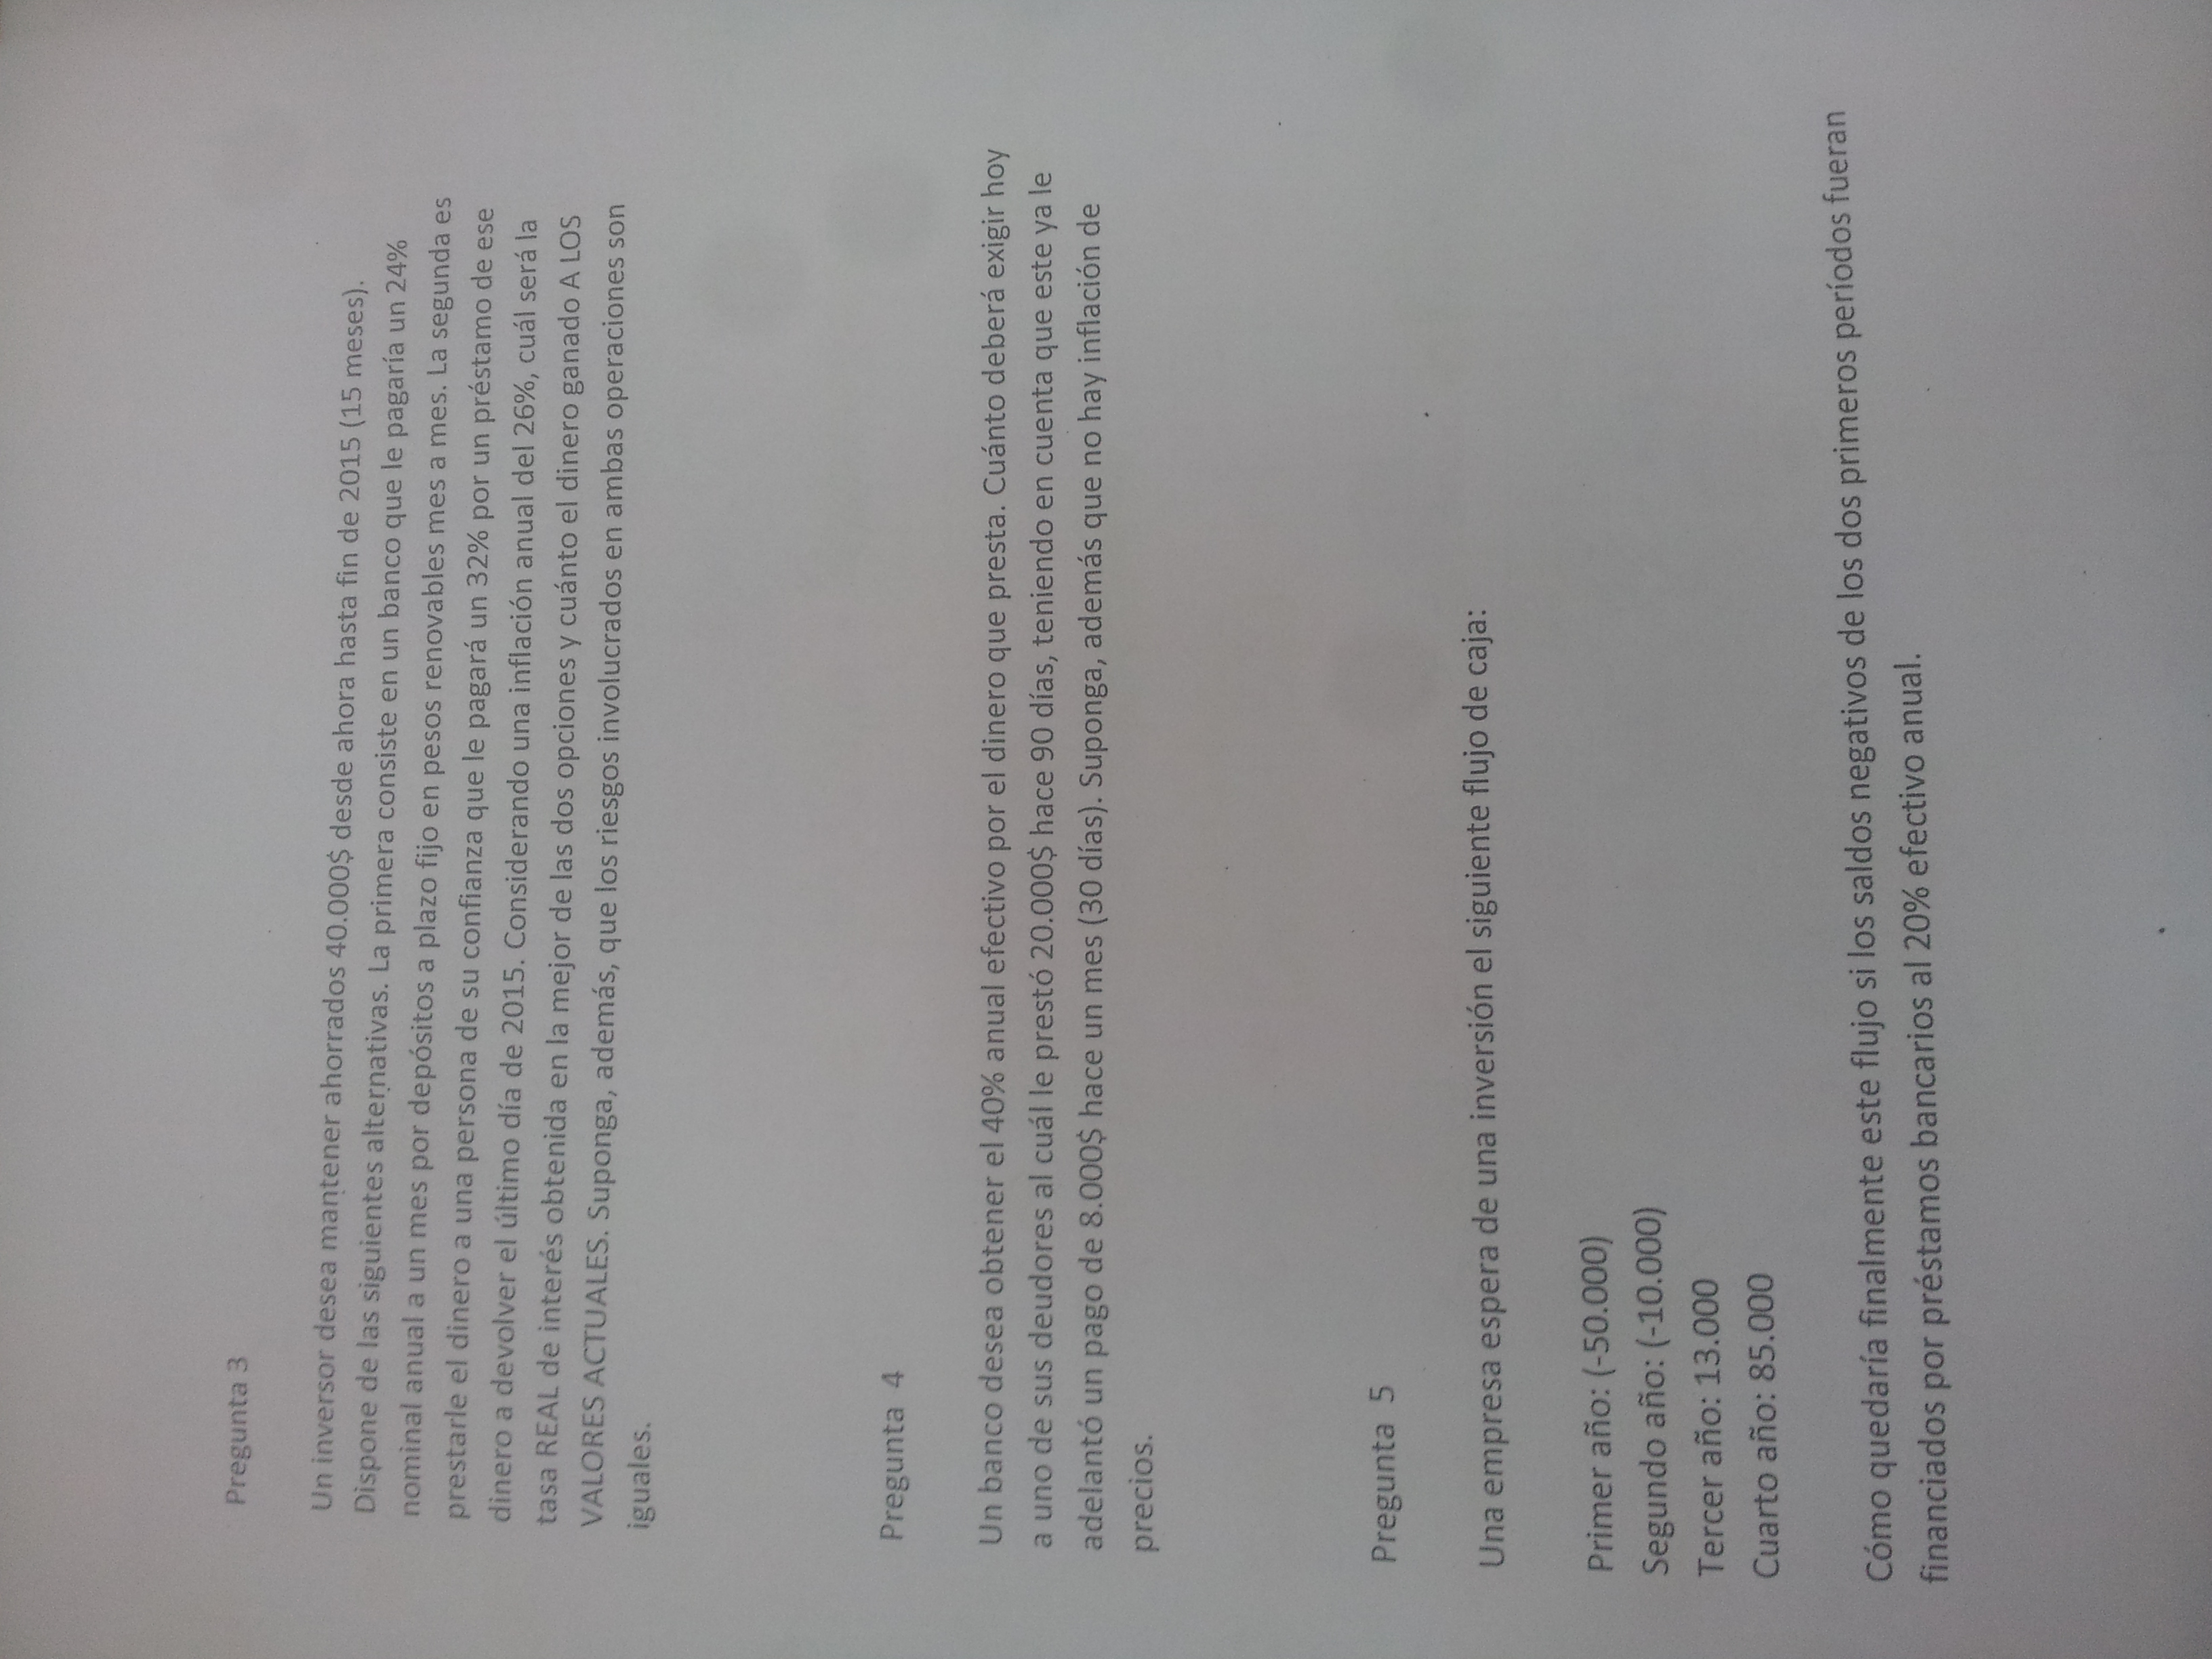 Pregunta 3
Un inversor desea mantener ahorrados 40.000$ desde ahora hasta fin de 2015 (15 meses).
Dispone de las siguientes alternativas. La primera consiste en un banco que le pagaría un 24%
nominal anual a un mes por depósitos a plazo fijo en pesos renovables mes a mes. La segunda es
prestarle el dinero a una persona de su confianza que le pagará un 32% por un préstamo de ese
dinero a devolver el último día de 2015. Considerando una inflación anual del 26%, cuál será la
tasa REAL de interés obtenida en la mejor de las dos opciones y cuánto el dinero ganado A LOS
VALORES ACTUALES. Suponga, además, que los riesgos involucrados en ambas operaciones son
iguales.
Pregunta 4
Un banco desea obtener el 40% anual efectivo por el dinero que presta. Cuánto deberá exigir hoy
a uno de sus deudores al cuál le prestó 20.000$ hace 90 días, teniendo en cuenta que este ya le
adelantó un pago de 8.000$ hace un mes (30 días). Suponga, además que no hay inflación de
precios.
Pregunta 5
Una empresa espera de una inversión el siguiente flujo de caja:
Primer año: (-50.000)
Segundo año: (-10.000)
Tercer año: 13.000
Cuarto año: 85.000
Cómo quedaría finalmente este flujo si los saldos negativos de los dos primeros períodos fueran
financiados por préstamos bancarios al 20% efectivo anual.